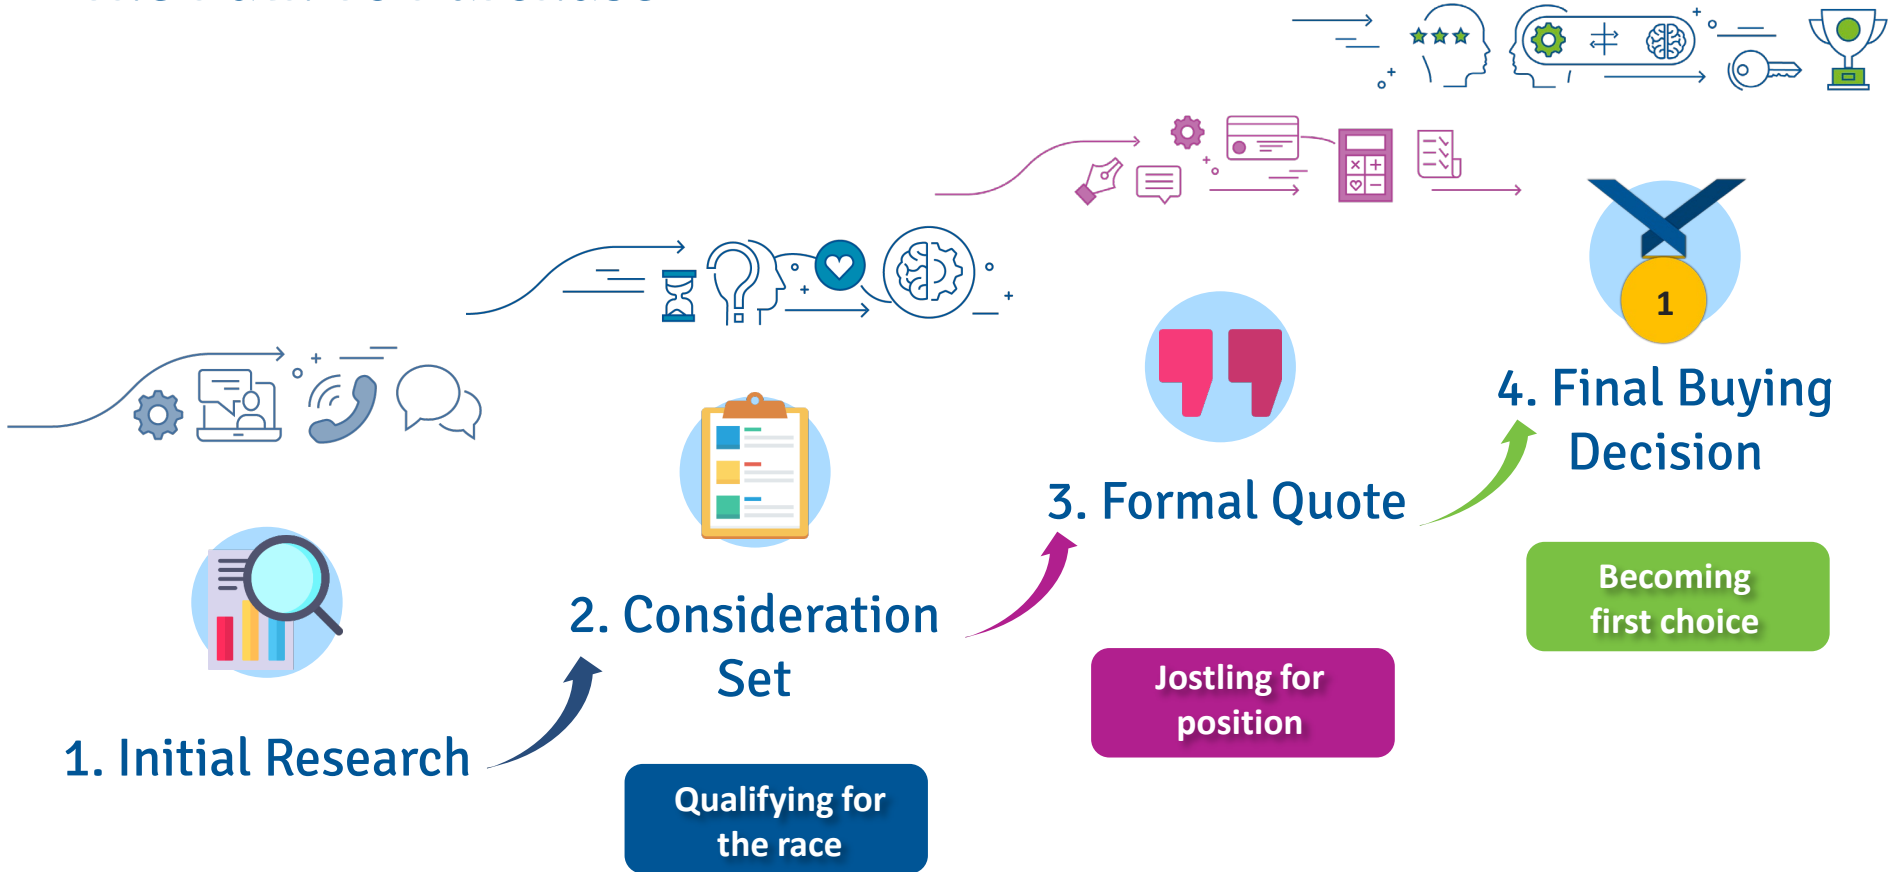 1. Initial Research
2. Consideration
Set
Qualifying for
the race
3. Formal Quote
Jostling for
position
1
4. Final Buying
Decision
Becoming
first choice